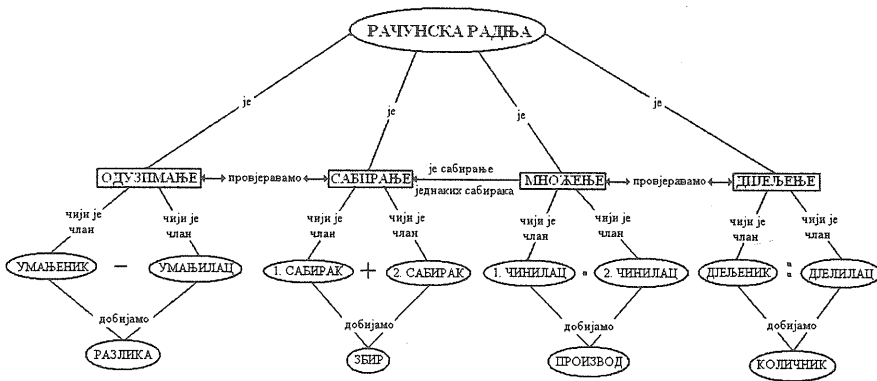 РАЧУНСКА РАДЊА
је је је је
ОДУЗИМАЊЕ провјеравамо САБИРАЊЕ је сабирање једнаких сабирака МНОЖЕЊЕ провјеравамо ДИЈЕЉЕЊЕ
чији је члан чији је члан чији је члан чији је члан чији је члан чији је члан чији је члан чији је члан
УМАЊЕНИК – УМАЊИЛАЦ 1. САБИРАК + 2. САБИРАК 1. ЧИНИЛАЦ · 2. ЧИНИЛАЦ ДЈЕЉЕНИК : ДЈЕЛИЛАЦ
добијамо добијамо добијамо добијамо
РАЗЛИКА ЗБИР ПРОИЗВОД КОЛИЧНИК